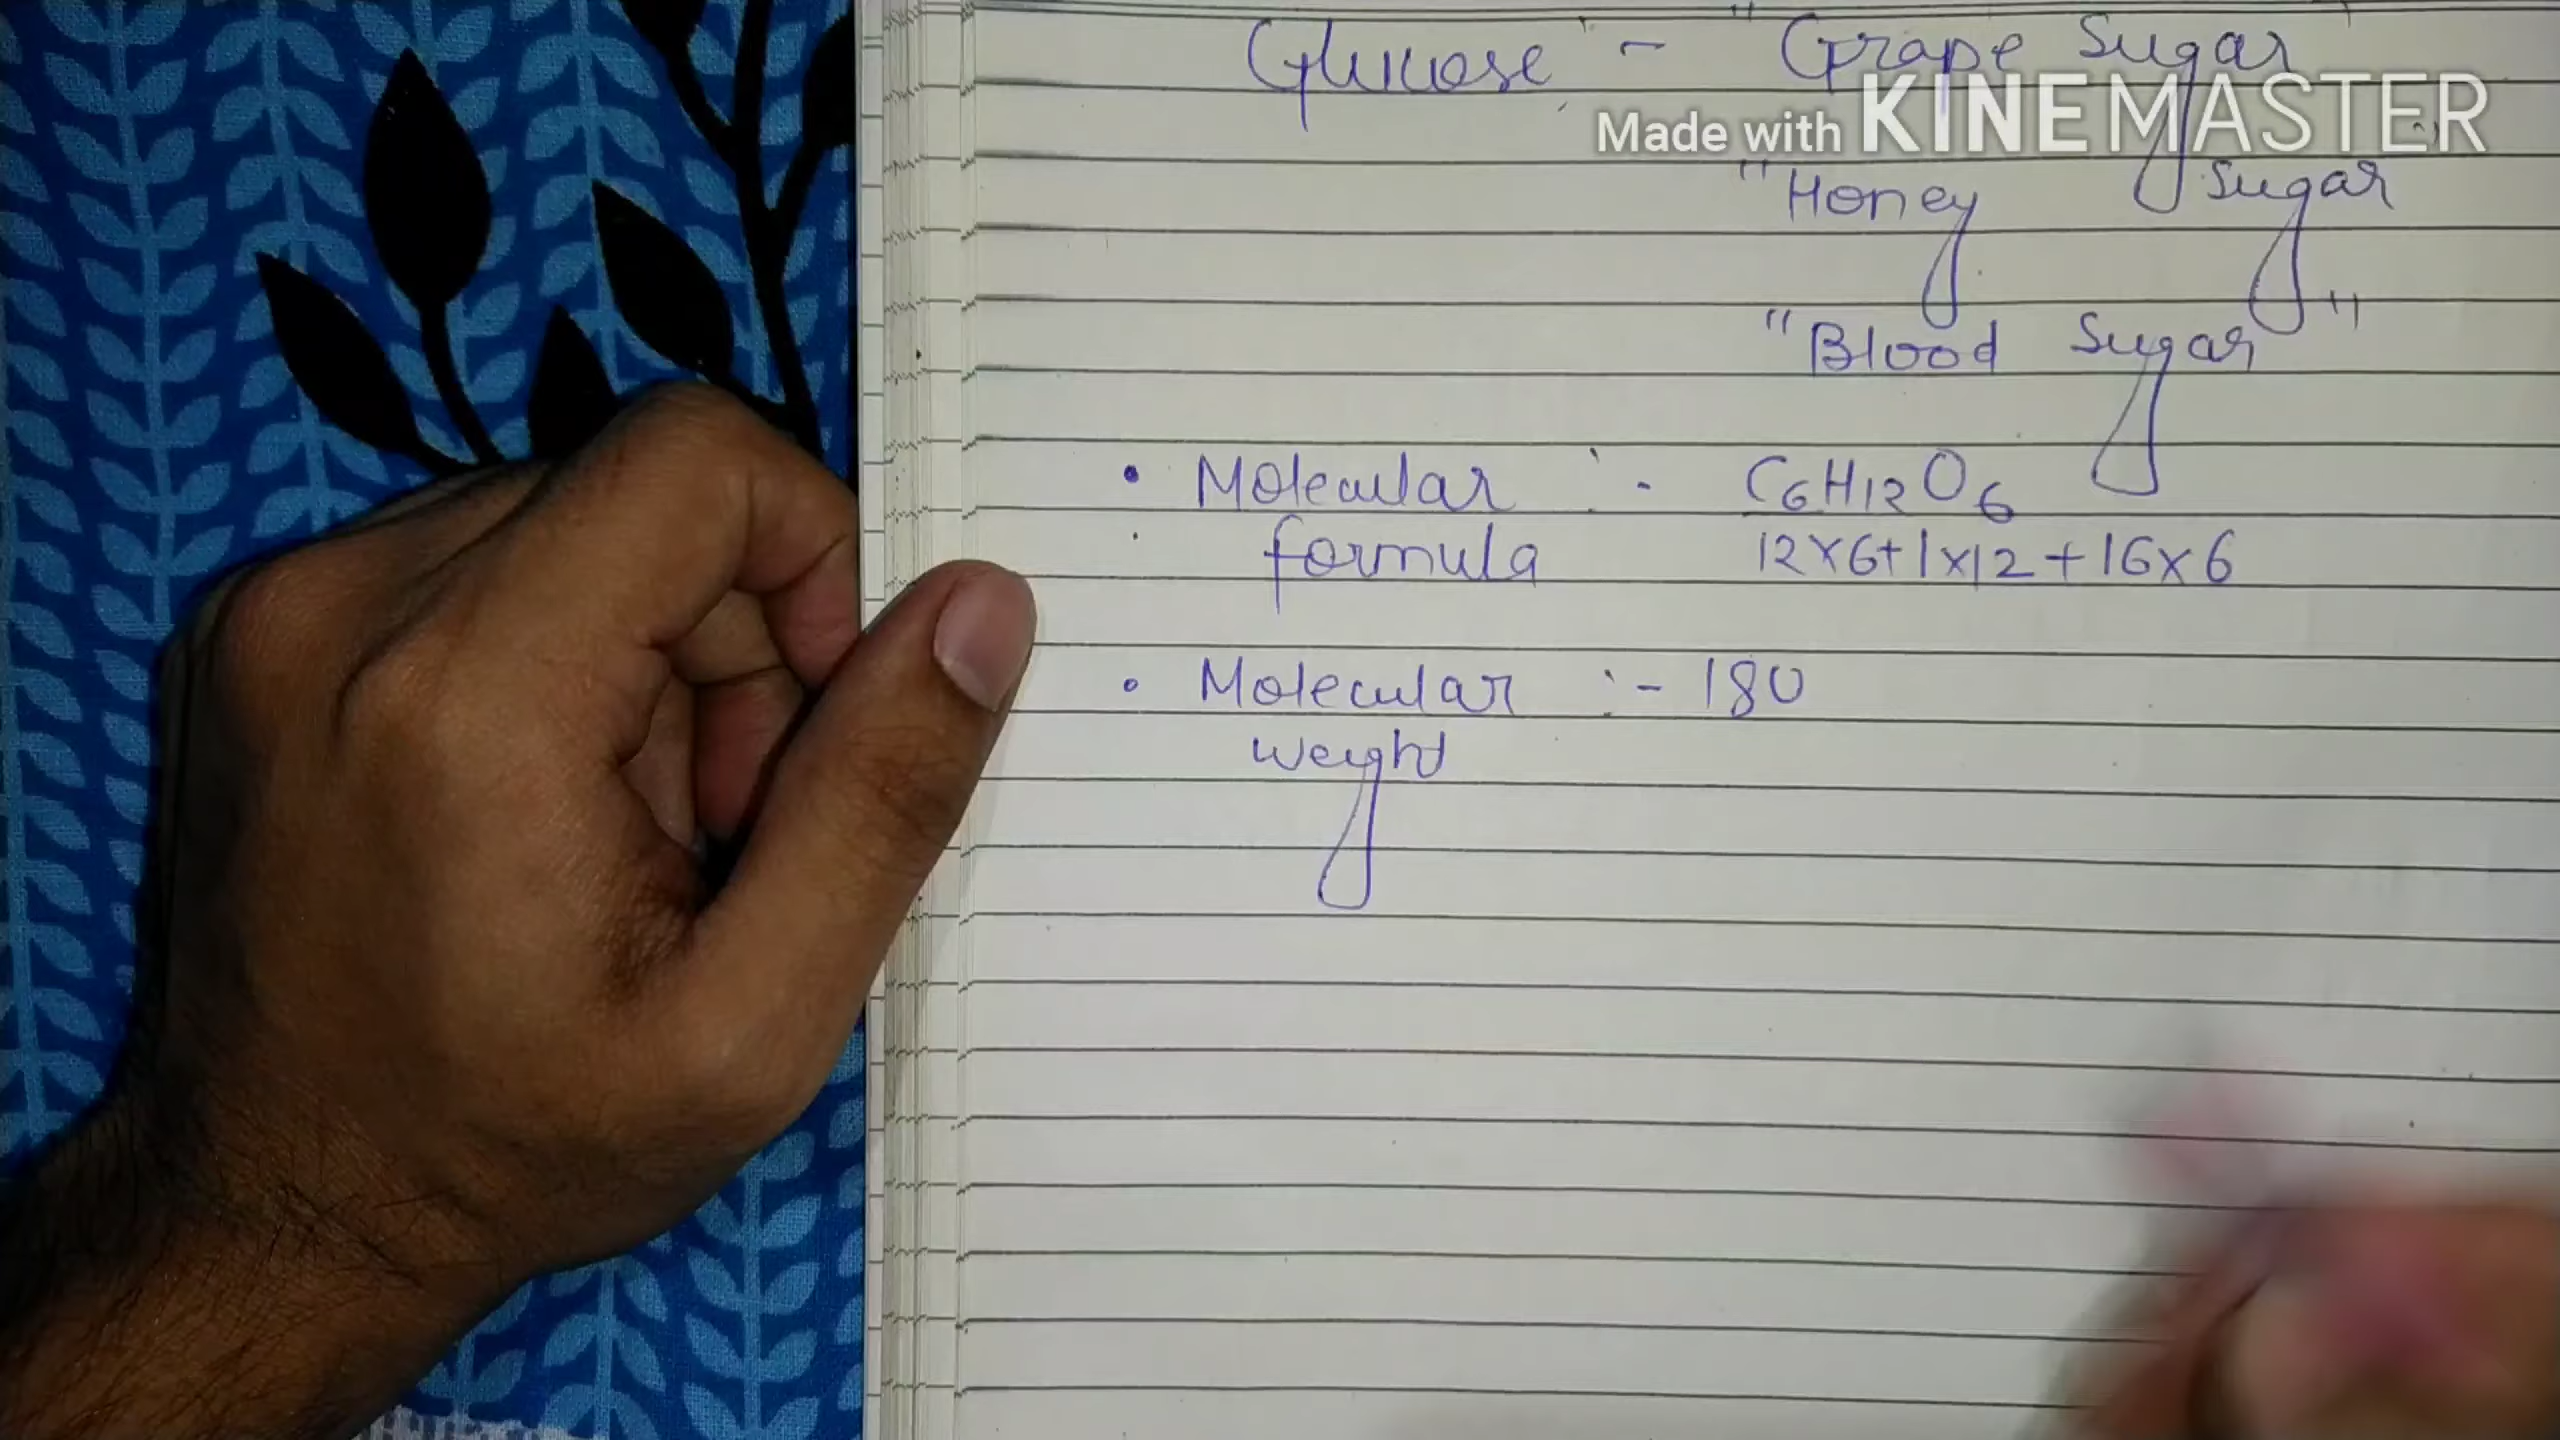 Glucose - "Grape Sugar"
Made with KINEMASTER
"Honey Sugar"
"Blood Sugar"
• Molecular :- C6H12O6
formula 12×6+1×12+16×6
• Molecular :- 180
weight